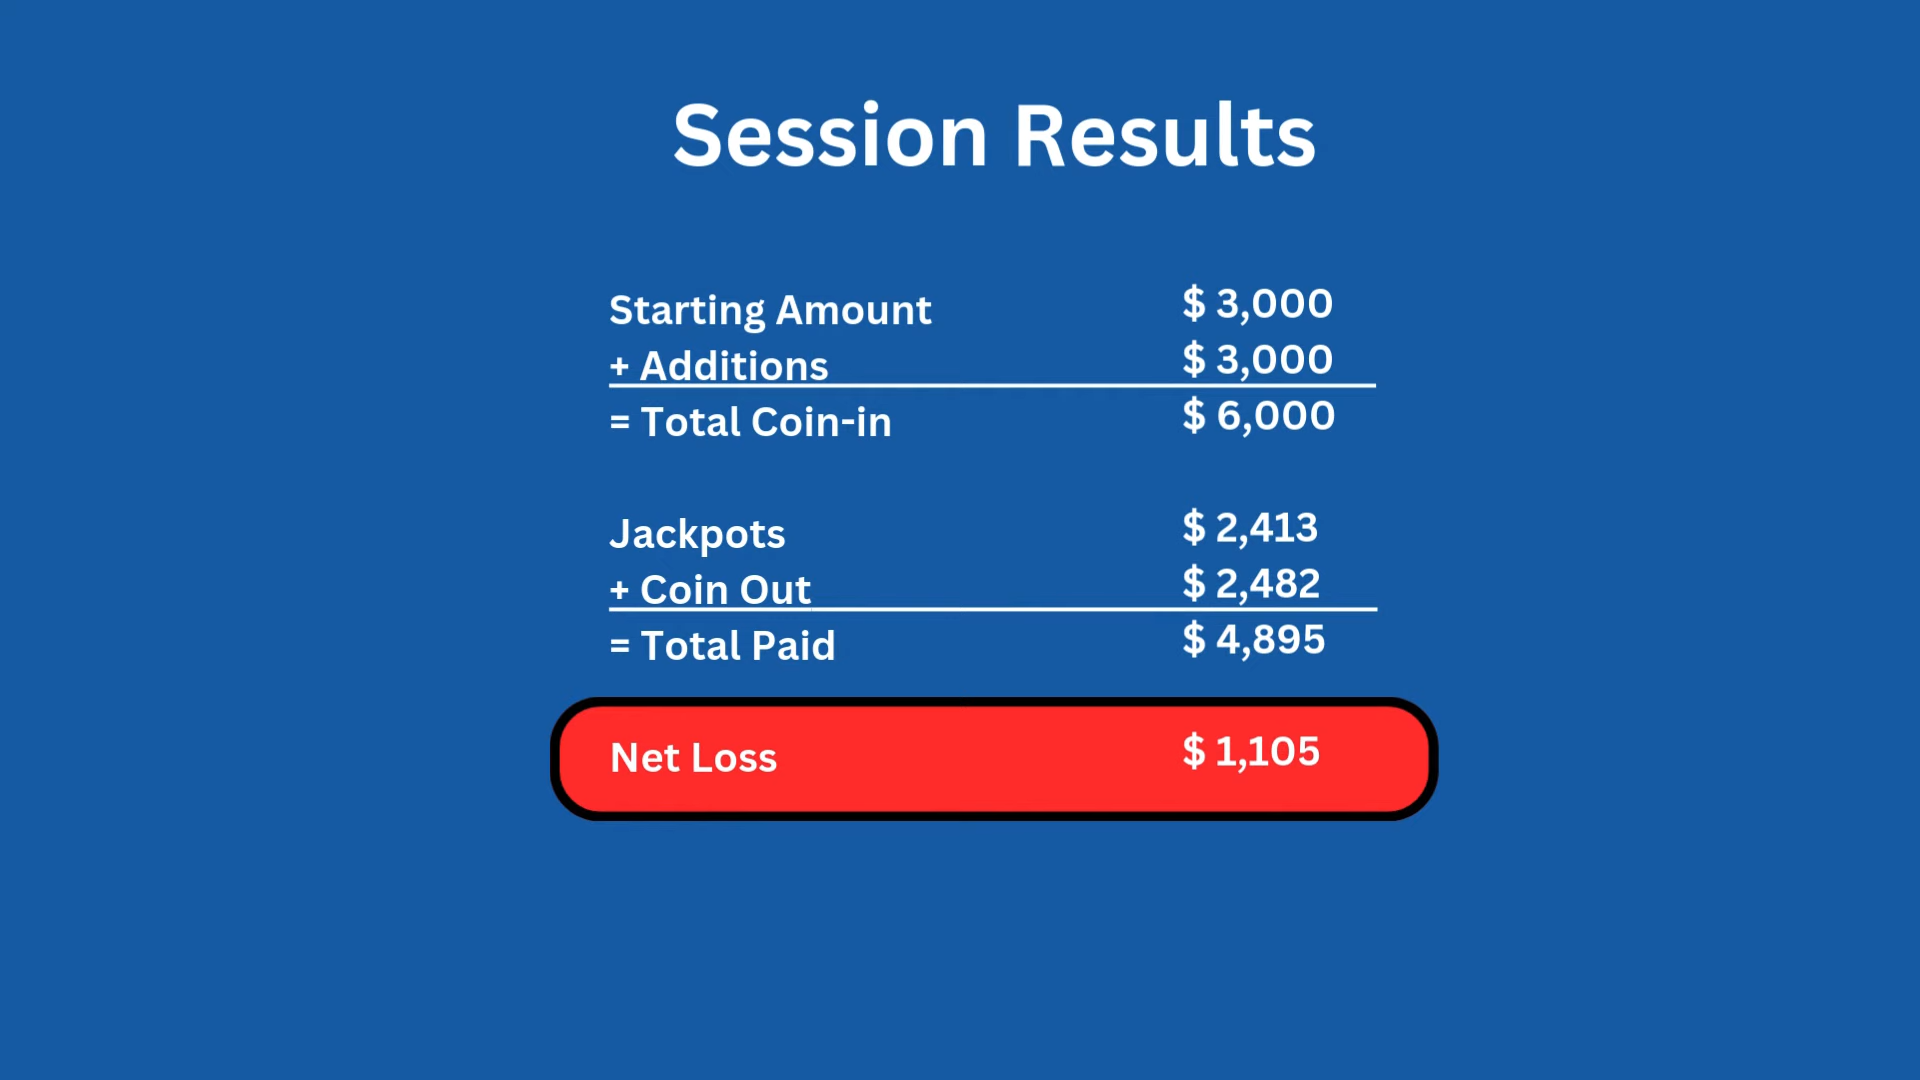 Session Results
Starting Amount $ 3,000
+ Additions $ 3,000
= Total Coin-in $ 6,000
Jackpots $ 2,413
+ Coin Out $ 2,482
= Total Paid $ 4,895
Net Loss $ 1,105